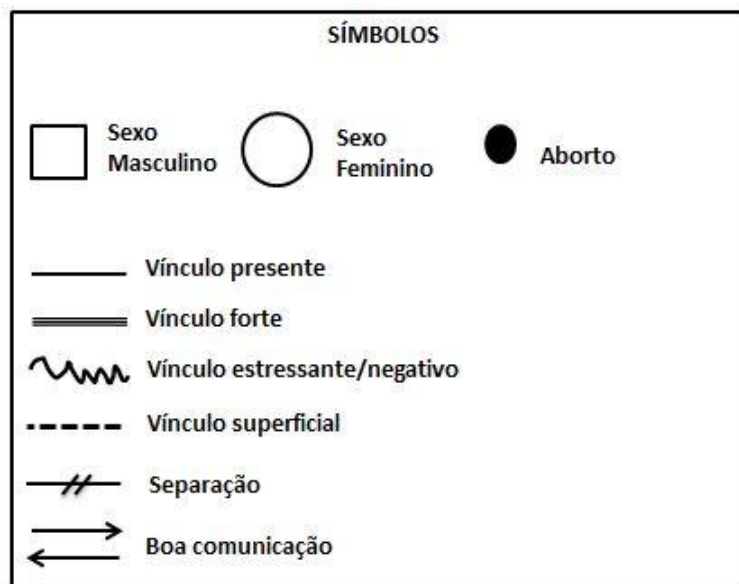 SÍMBOLOS
Sexo
Masculino
Sexo
Feminino
Aborto
Vínculo presente
Vínculo forte
Vínculo estressante/negativo
Vínculo superficial
Separação
Boa comunicação